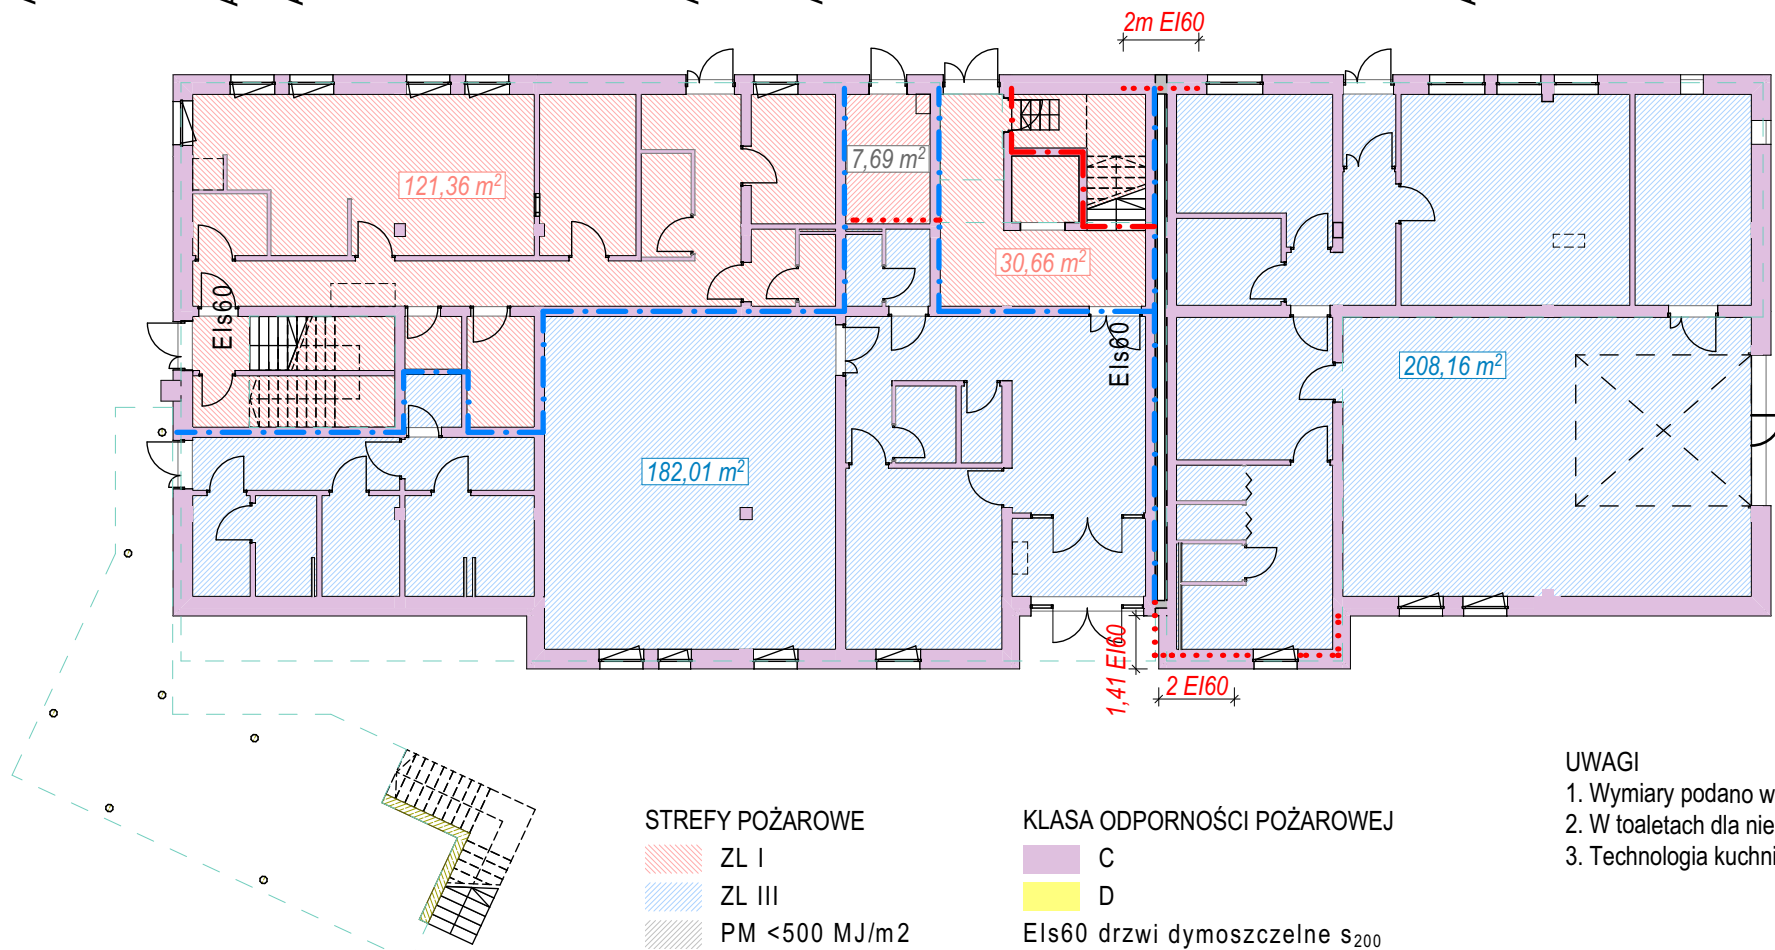 2m EI60
7,69 m²
121,36 m²
30,66 m²
EIs60
EIs60
208,16 m²
182,01 m²
1,41 EI60
2 EI60
STREFY POŻAROWE
ZL I
ZL III
PM <500 MJ/m2
KLASA ODPORNOŚCI POŻAROWEJ
C
D
EIs60 drzwi dymoszczelne s₂₀₀
UWAGI
1. Wymiary podano w
2. W toaletach dla nie
3. Technologia kuchni